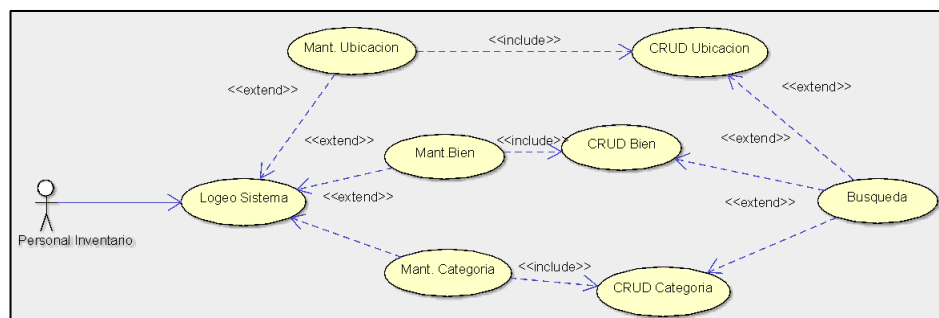 Mant. Ubicacion
<<include>>
CRUD Ubicacion
<<extend>>
<<extend>>
<<extend>>
Mant.Bien
<<include>>
CRUD Bien
<<extend>>
Logeo Sistema
<<extend>>
<<extend>>
Busqueda
Personal Inventario
Mant. Categoria
<<include>>
CRUD Categoria